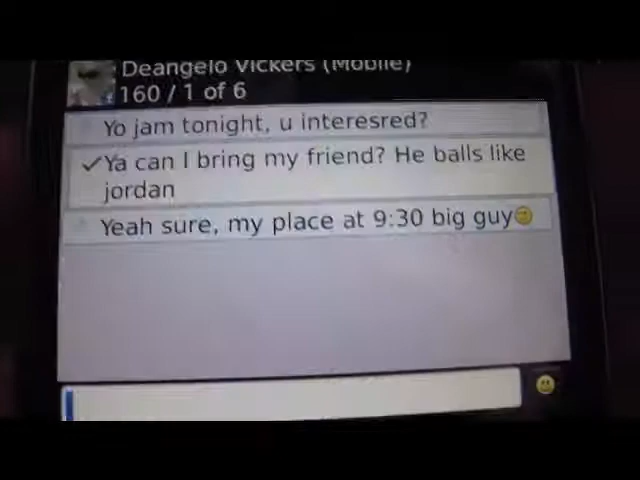 Deangelo Vickers (Mobile)
160 / 1 of 6
Yo jam tonight, u interesred?
Ya can I bring my friend? He balls like
jordan
Yeah sure, my place at 9:30 big guy